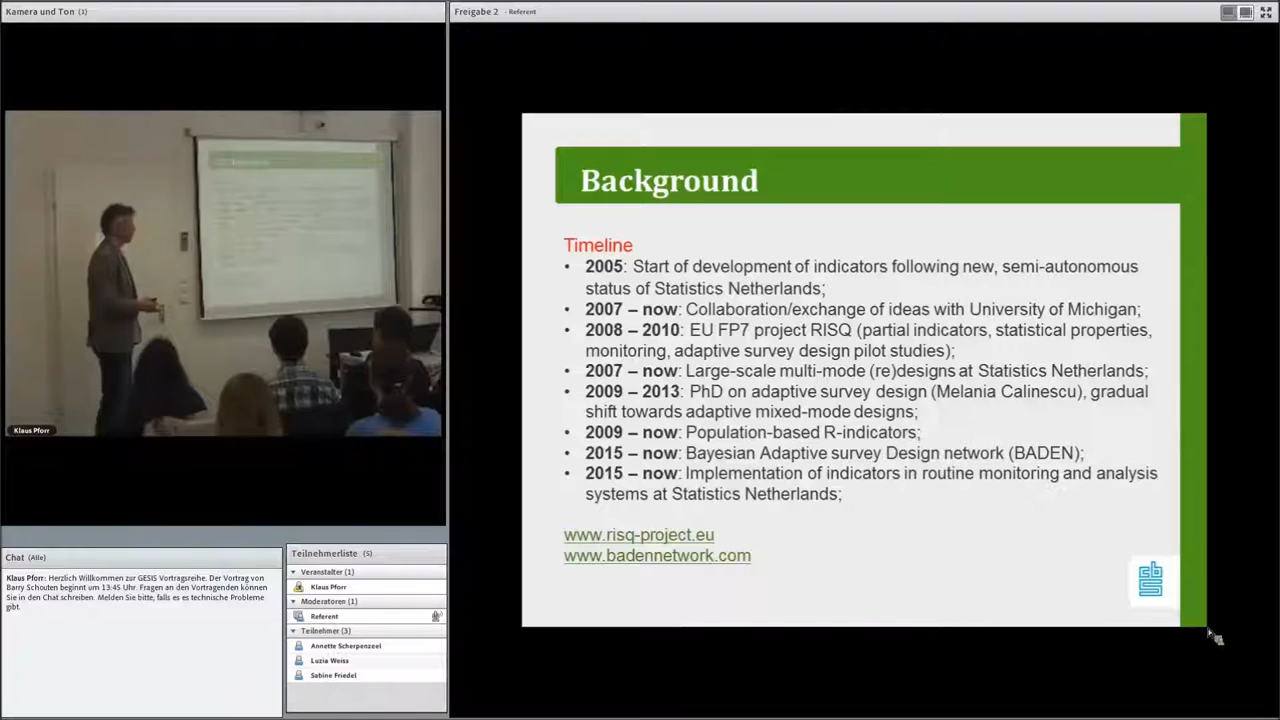 Kamera und Ton (1)
Klaus Pforr
Chat (Alle)
Klaus Pforr: Herzlich Willkommen zur GESIS Vortragsreihe. Der Vortrag von
Barry Schouten beginnt um 13:45 Uhr. Fragen an den Vortragenden können
Sie in den Chat schreiben. Melden Sie bitte, falls es es technische Probleme
gibt.
Teilnehmerliste (5)
Veranstalter (1)
Klaus Pforr
Moderatoren (1)
Referent
Teilnehmer (3)
Annette Scherpenzeel
Luzia Weiss
Sabine Friedel
Freigabe 2 - Referent
Background
Timeline
• 2005: Start of development of indicators following new, semi-autonomous
status of Statistics Netherlands;
• 2007 – now: Collaboration/exchange of ideas with University of Michigan;
• 2008 – 2010: EU FP7 project RISQ (partial indicators, statistical properties,
monitoring, adaptive survey design pilot studies);
• 2007 – now: Large-scale multi-mode (re)designs at Statistics Netherlands;
• 2009 – 2013: PhD on adaptive survey design (Melania Calinescu), gradual
shift towards adaptive mixed-mode designs;
• 2009 – now: Population-based R-indicators;
• 2015 – now: Bayesian Adaptive survey Design network (BADEN);
• 2015 – now: Implementation of indicators in routine monitoring and analysis
systems at Statistics Netherlands;
www.risq-project.eu
www.badennetwork.com
cbs